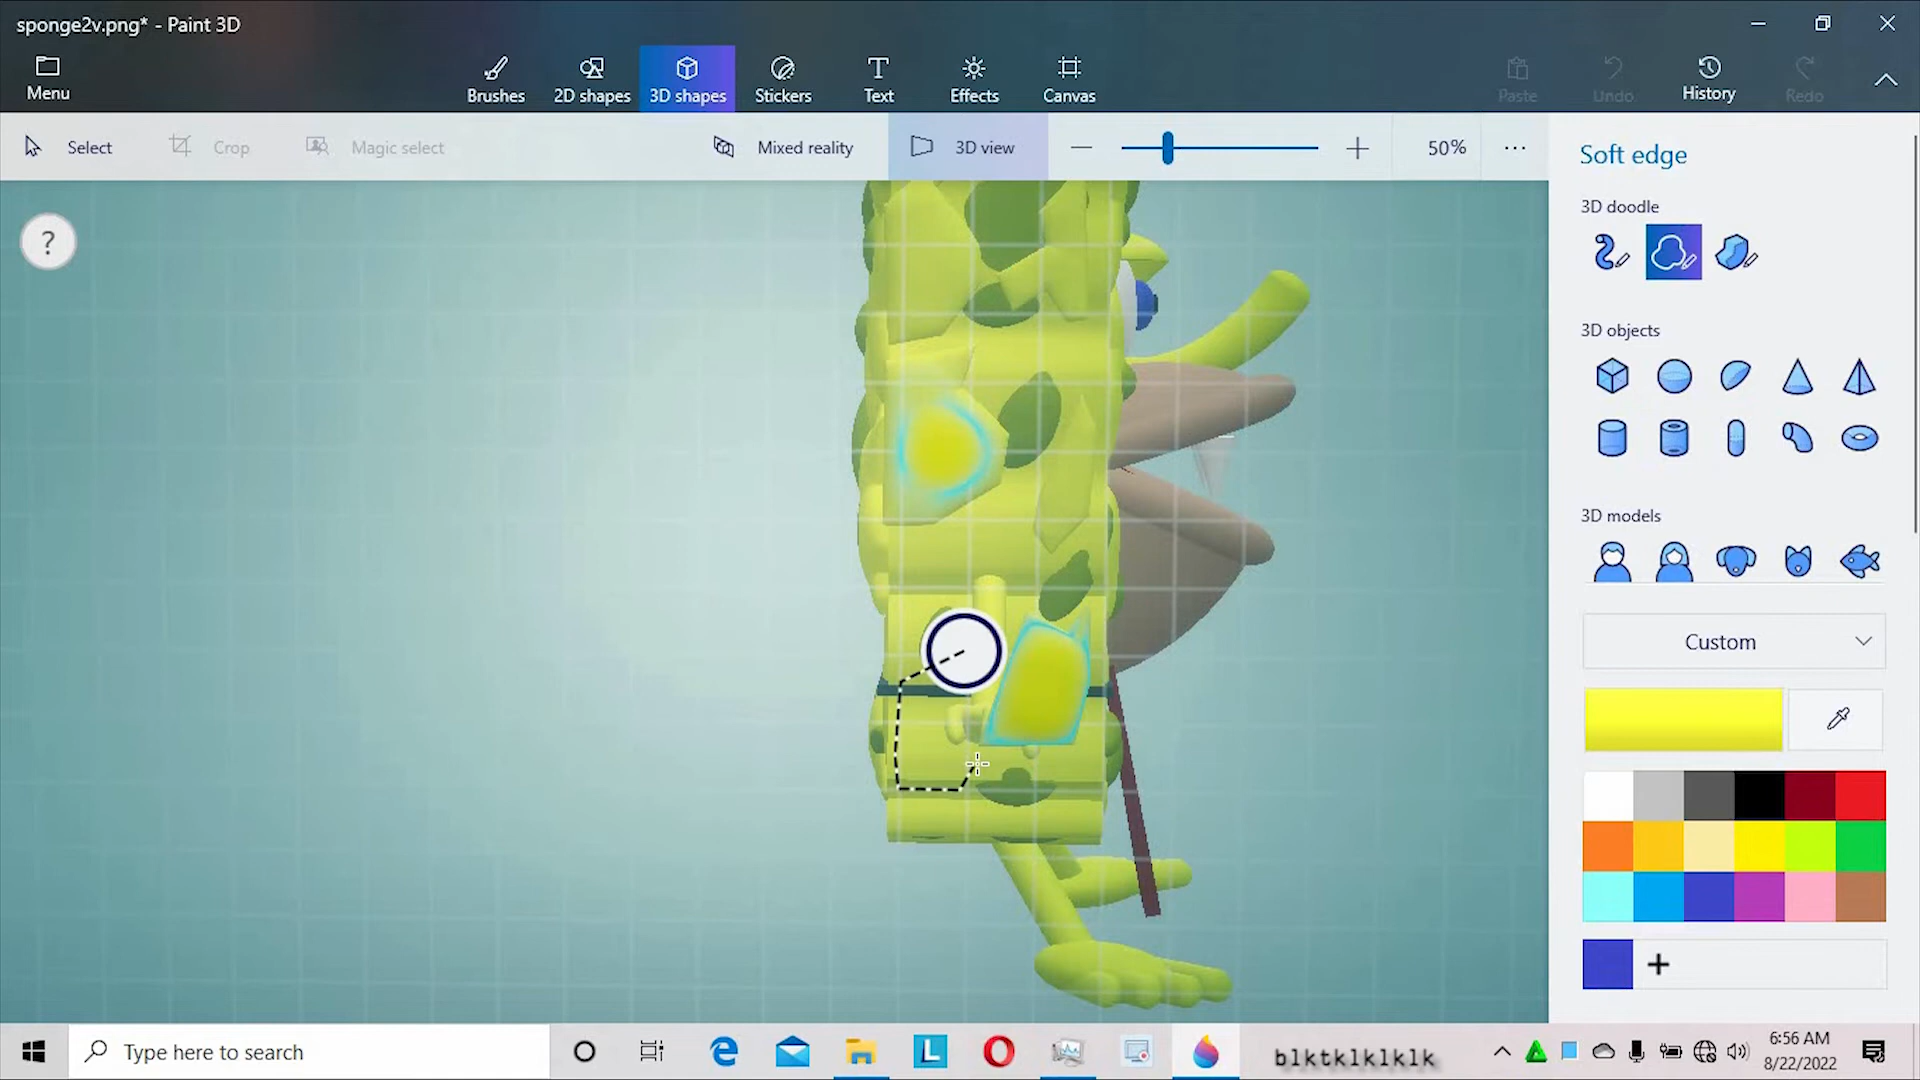 sponge2v.png* - Paint 3D
Menu
Brushes
2D shapes
3D shapes
Stickers
Text
Effects
Canvas
Paste
Undo
History
Redo
Select
Crop
Magic select
Mixed reality
3D view
50%
Soft edge
3D doodle
3D objects
3D models
Custom
?
Type here to search
blktklklklk
6:56 AM
8/22/2022